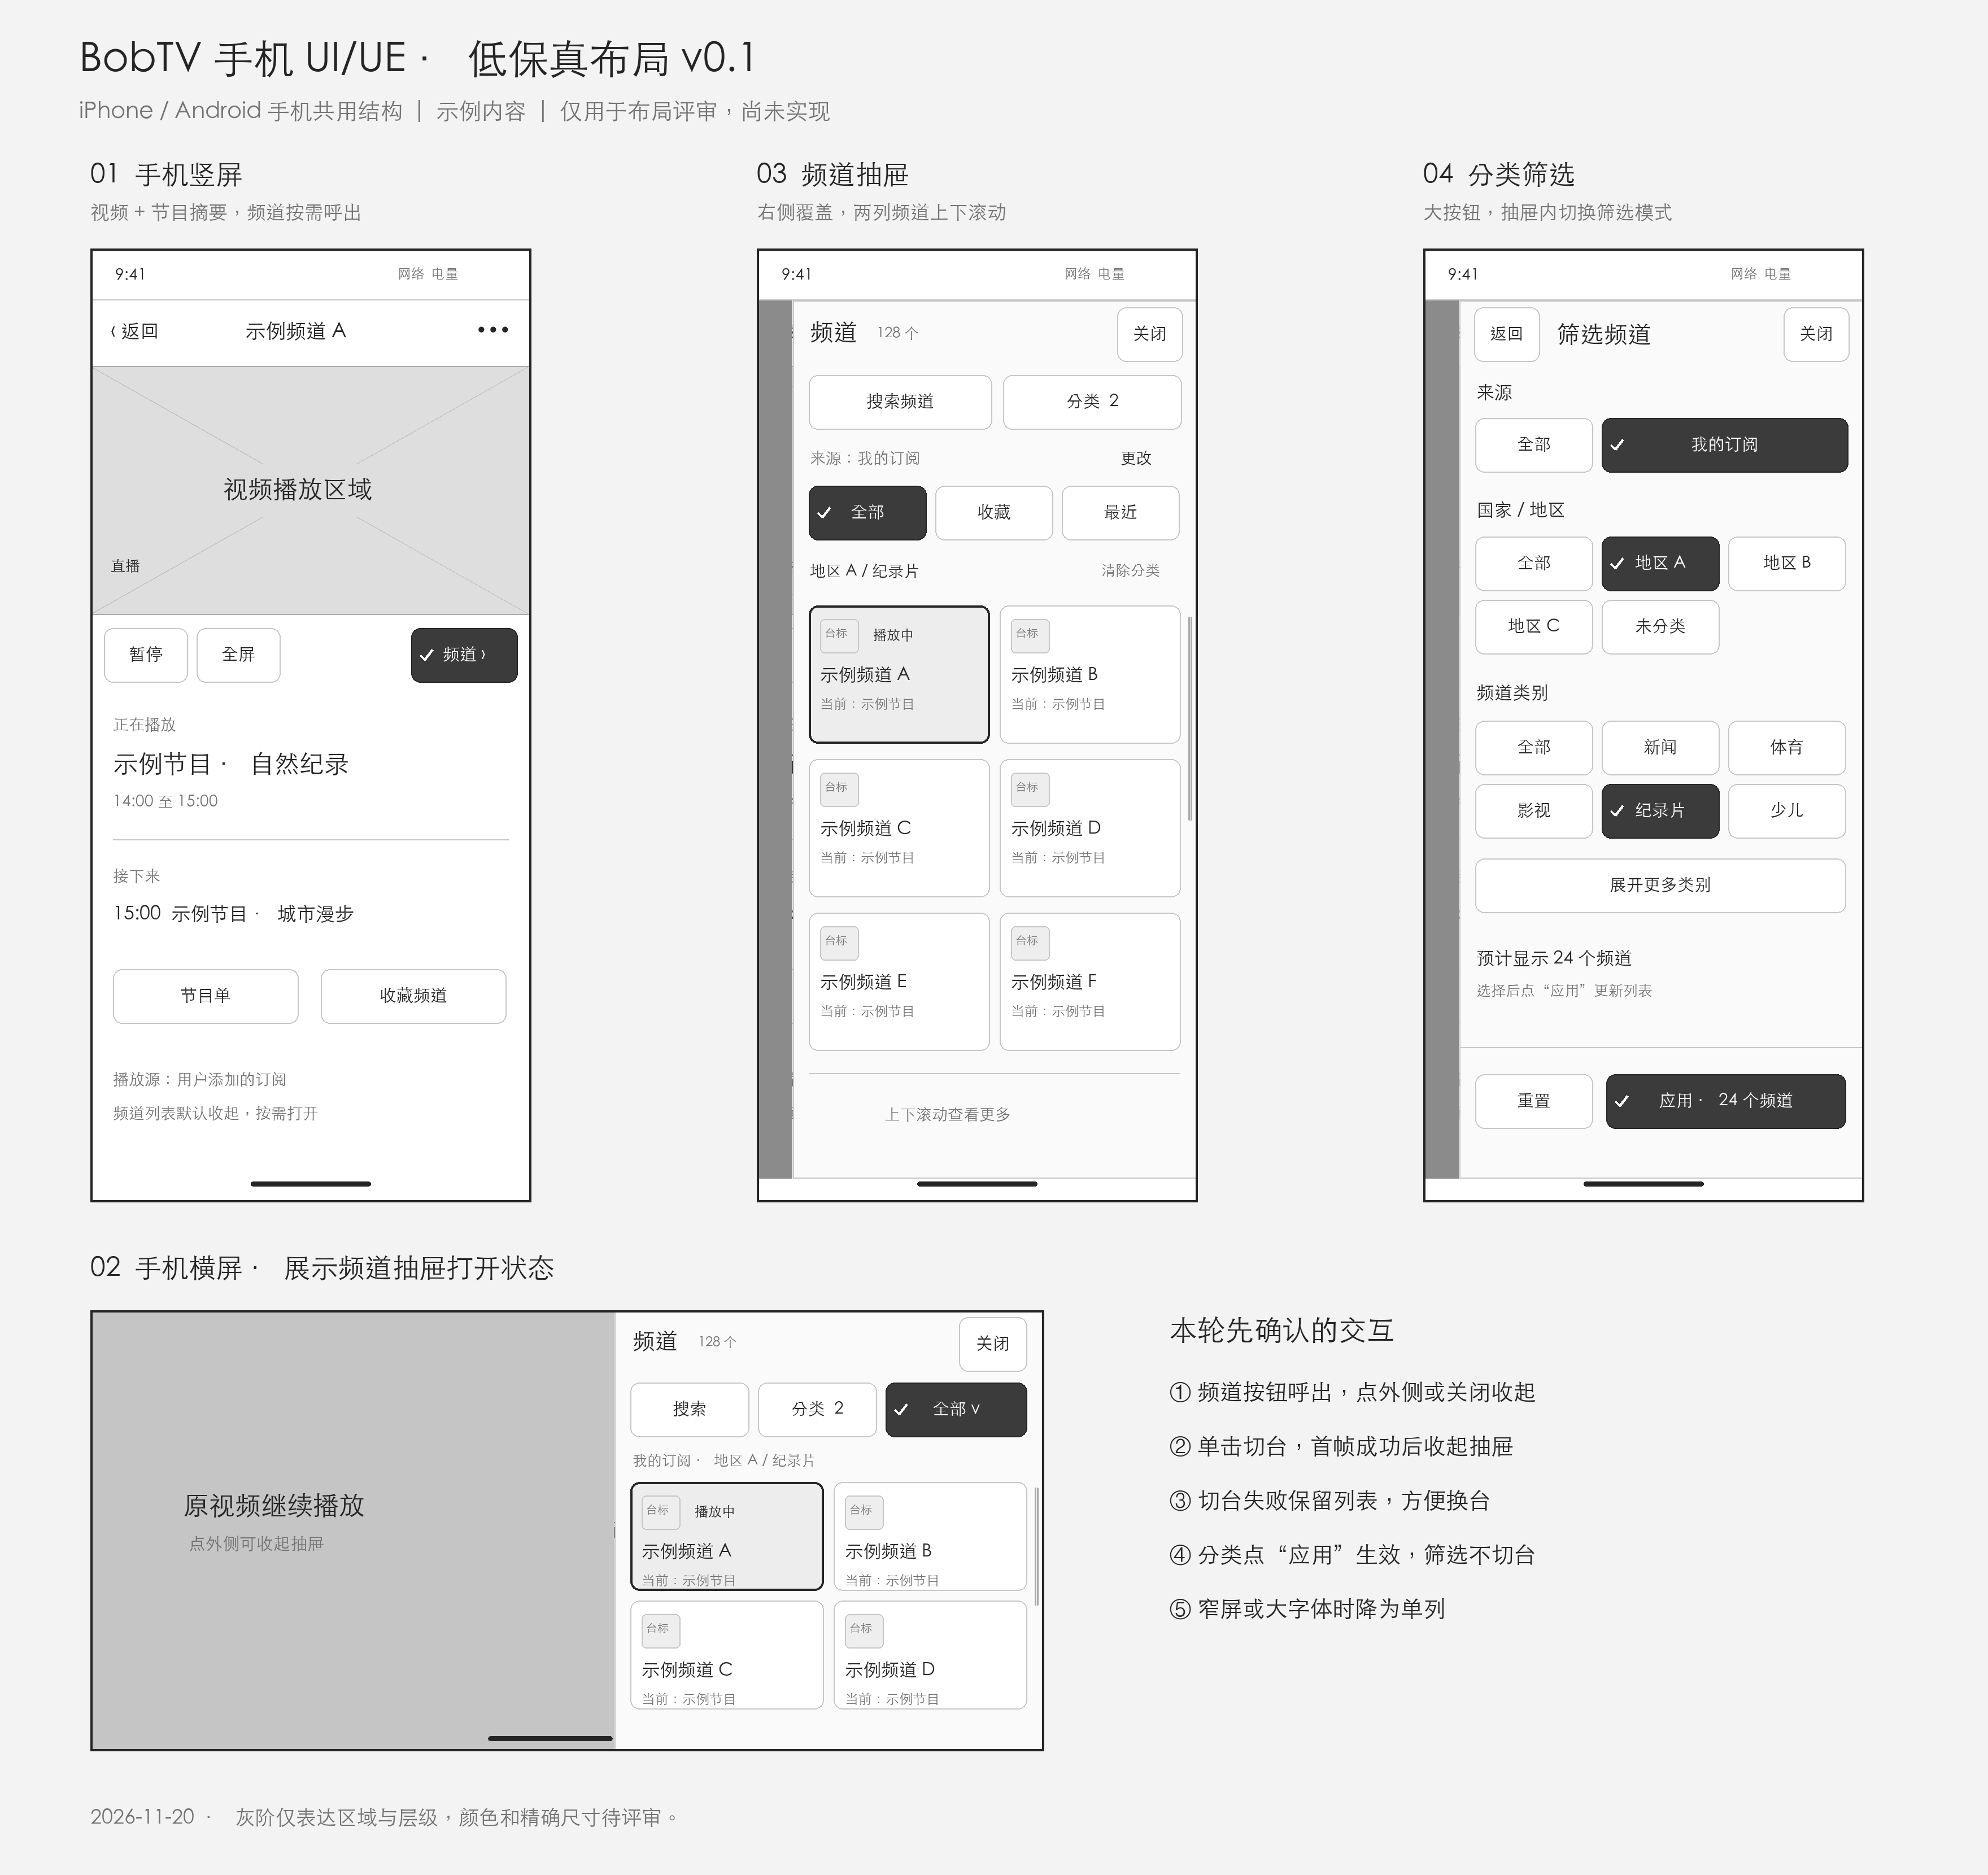 BobTV 手机 UI/UE · 低保真布局 v0.1
iPhone / Android 手机共用结构 | 示例内容 | 仅用于布局评审，尚未实现
01 手机竖屏
视频 + 节目摘要，频道按需呼出
9:41 网络 电量
‹ 返回 示例频道 A •••
视频播放区域
直播
暂停 全屏 ✓ 频道 ›
正在播放
示例节目 · 自然纪录
14:00 至 15:00
接下来
15:00 示例节目 · 城市漫步
节目单 收藏频道
播放源：用户添加的订阅
频道列表默认收起，按需打开
03 频道抽屉
右侧覆盖，两列频道上下滚动
9:41 网络 电量
频道 128 个 关闭
搜索频道 分类 2
来源：我的订阅 更改
✓ 全部 收藏 最近
地区 A / 纪录片 清除分类
台标 播放中
示例频道 A
当前：示例节目
台标
示例频道 B
当前：示例节目
台标
示例频道 C
当前：示例节目
台标
示例频道 D
当前：示例节目
台标
示例频道 E
当前：示例节目
台标
示例频道 F
当前：示例节目
上下滚动查看更多
04 分类筛选
大按钮，抽屉内切换筛选模式
9:41 网络 电量
返回 筛选频道 关闭
来源
全部 ✓ 我的订阅
国家 / 地区
全部 ✓ 地区 A 地区 B
地区 C 未分类
频道类别
全部 新闻 体育
影视 ✓ 纪录片 少儿
展开更多类别
预计显示 24 个频道
选择后点“应用”更新列表
重置 ✓ 应用 · 24 个频道
02 手机横屏 · 展示频道抽屉打开状态
原视频继续播放
点外侧可收起抽屉
频道 128 个 关闭
搜索 分类 2 ✓ 全部 ˅
我的订阅 · 地区 A / 纪录片
台标 播放中
示例频道 A
当前：示例节目
台标
示例频道 B
当前：示例节目
台标
示例频道 C
当前：示例节目
台标
示例频道 D
当前：示例节目
本轮先确认的交互
① 频道按钮呼出，点外侧或关闭收起
② 单击切台，首帧成功后收起抽屉
③ 切台失败保留列表，方便换台
④ 分类点“应用”生效，筛选不切台
⑤ 窄屏或大字体时降为单列
2026-11-20 · 灰阶仅表达区域与层级，颜色和精确尺寸待评审。